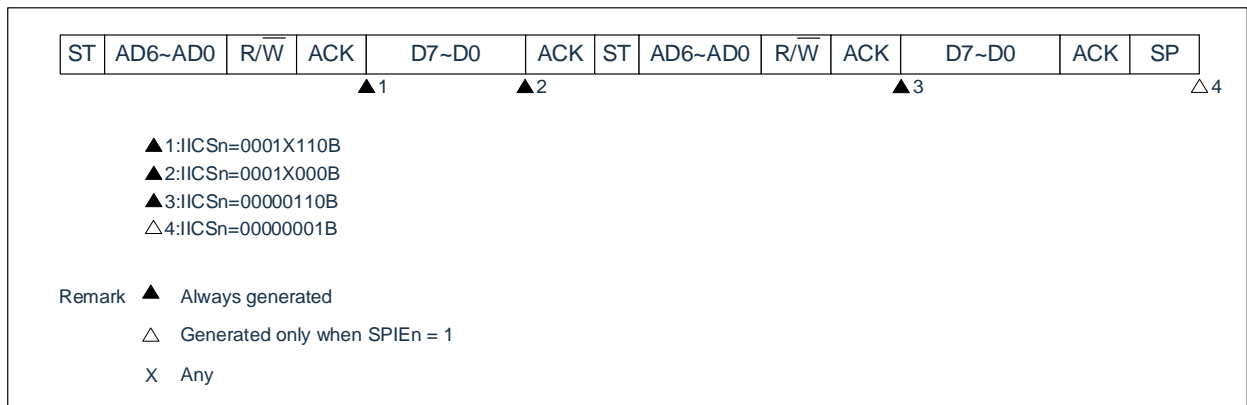 ST AD6~AD0 R/W̅ ACK D7~D0 ACK ST AD6~AD0 R/W̅ ACK D7~D0 ACK SP
▲1 ▲2 ▲3 △4
▲1:IICSn=0001X110B
▲2:IICSn=0001X000B
▲3:IICSn=00000110B
△4:IICSn=00000001B
Remark ▲ Always generated
△ Generated only when SPIEn = 1
X Any